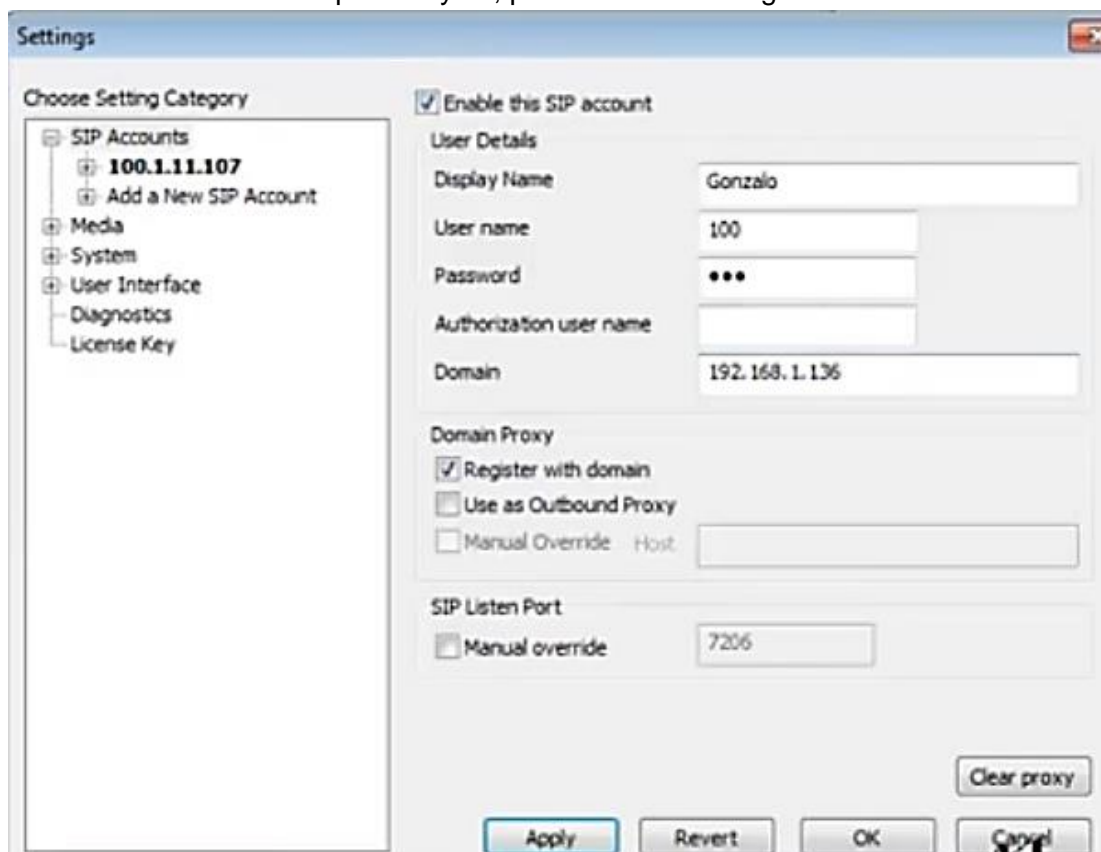 Settings
Choose Setting Category
SIP Accounts
100.1.11.107
Add a New SIP Account
Media
System
User Interface
Diagnostics
License Key
Enable this SIP account
User Details
Display Name Gonzalo
User name 100
Password •••
Authorization user name
Domain 192.168.1.136
Domain Proxy
Register with domain
Use as Outbound Proxy
Manual Override Host
SIP Listen Port
Manual override 7206
Clear proxy
Apply Revert OK Cancel